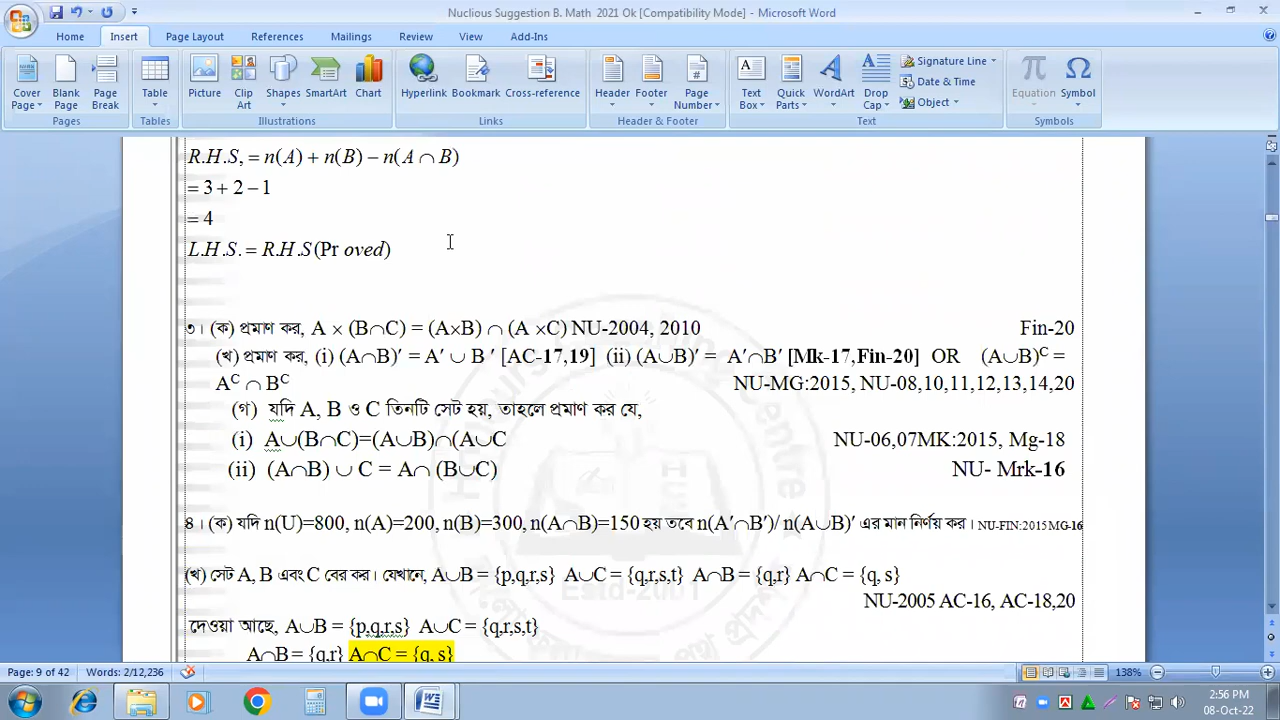 Nuclious Suggestion B. Math 2021 Ok [Compatibility Mode] - Microsoft Word
Home Insert Page Layout References Mailings Review View Add-Ins
Cover Page Blank Page Page Break Table Picture Clip Art Shapes SmartArt Chart Hyperlink Bookmark Cross-reference Header Footer Page Number Text Box Quick Parts WordArt Drop Cap Signature Line Date & Time Object Equation Symbol
Pages Tables Illustrations Links Header & Footer Text Symbols
R.H.S, = n(A) + n(B) − n(A ∩ B)
= 3 + 2 − 1
= 4
L.H.S. = R.H.S(Pr oved)
৩। (ক) প্রমাণ কর, A × (B∩C) = (A×B) ∩ (A ×C) NU-2004, 2010 Fin-20
(খ) প্রমাণ কর, (i) (A∩B)′ = A′ ∪ B ′ [AC-17,19] (ii) (A∪B)′ = A′∩B′ [Mk-17,Fin-20] OR (A∪B)ᶜ =
Aᶜ ∩ Bᶜ NU-MG:2015, NU-08,10,11,12,13,14,20
(গ) যদি A, B ও C তিনটি সেট হয়, তাহলে প্রমাণ কর যে,
(i) A∪(B∩C)=(A∪B)∩(A∪C NU-06,07MK:2015, Mg-18
(ii) (A∩B) ∪ C = A∩ (B∪C) NU- Mrk-16
৪। (ক) যদি n(U)=800, n(A)=200, n(B)=300, n(A∩B)=150 হয় তবে n(A′∩B′)/ n(A∪B)′ এর মান নির্ণয় কর। NU-FIN:2015MG-16
(খ) সেট A, B এবং C বের কর। যেখানে, A∪B = {p,q,r,s} A∪C = {q,r,s,t} A∩B = {q,r} A∩C = {q, s}
NU-2005 AC-16, AC-18,20
দেওয়া আছে, A∪B = {p,q,r,s} A∪C = {q,r,s,t}
A∩B = {q,r} A∩C = {q, s}
Page: 9 of 42 Words: 2/12,236 138%
2:56 PM
08-Oct-22